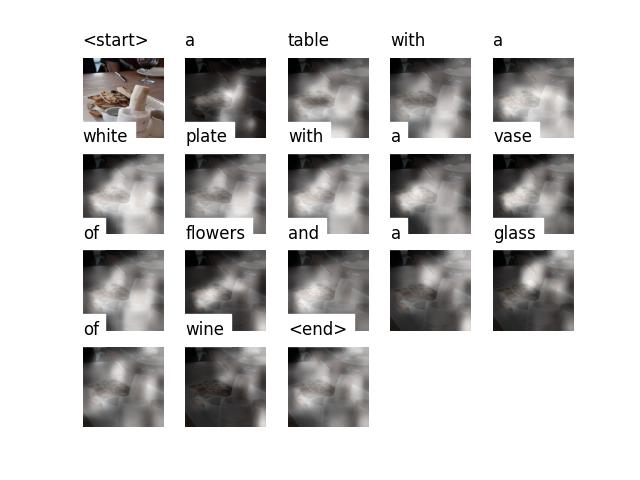 <start> a table with a
white plate with a vase
of flowers and a glass
of wine <end>